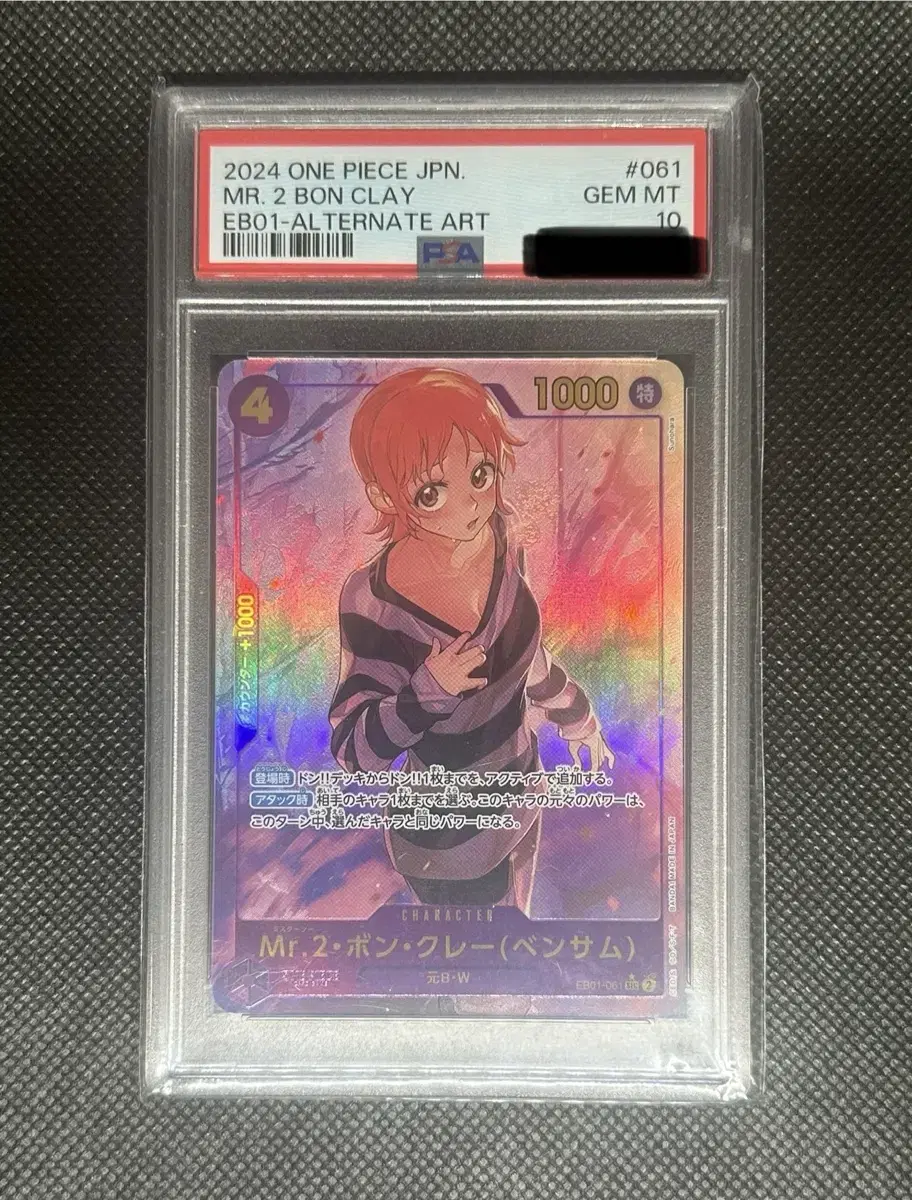 2024 ONE PIECE JPN. #061
MR. 2 BON CLAY GEM MT
EB01-ALTERNATE ART 10
PSA
4
1000 特
Sunohara
カウンター+1000
登場時 ドン!!デッキからドン!!1枚までを、アクティブで追加する。
アタック時 相手のキャラ1枚までを選ぶ。このキャラの元々のパワーは、
このターン中、選んだキャラと同じパワーになる。
BANDAI MADE IN JAPAN
CHARACTER
Mr.2・ボン・クレー(ベンサム)
元B・W
EB01-061